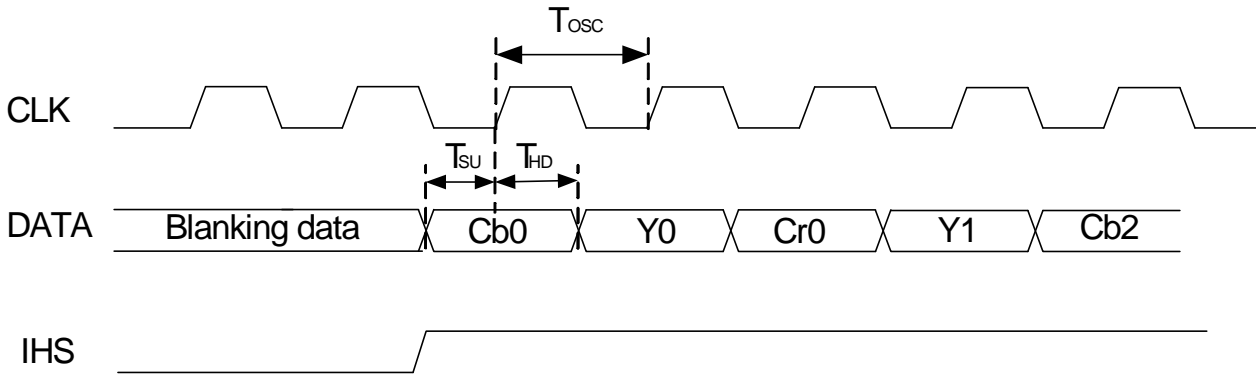 TOSC
CLK
TSU THD
DATA Blanking data Cb0 Y0 Cr0 Y1 Cb2
IHS